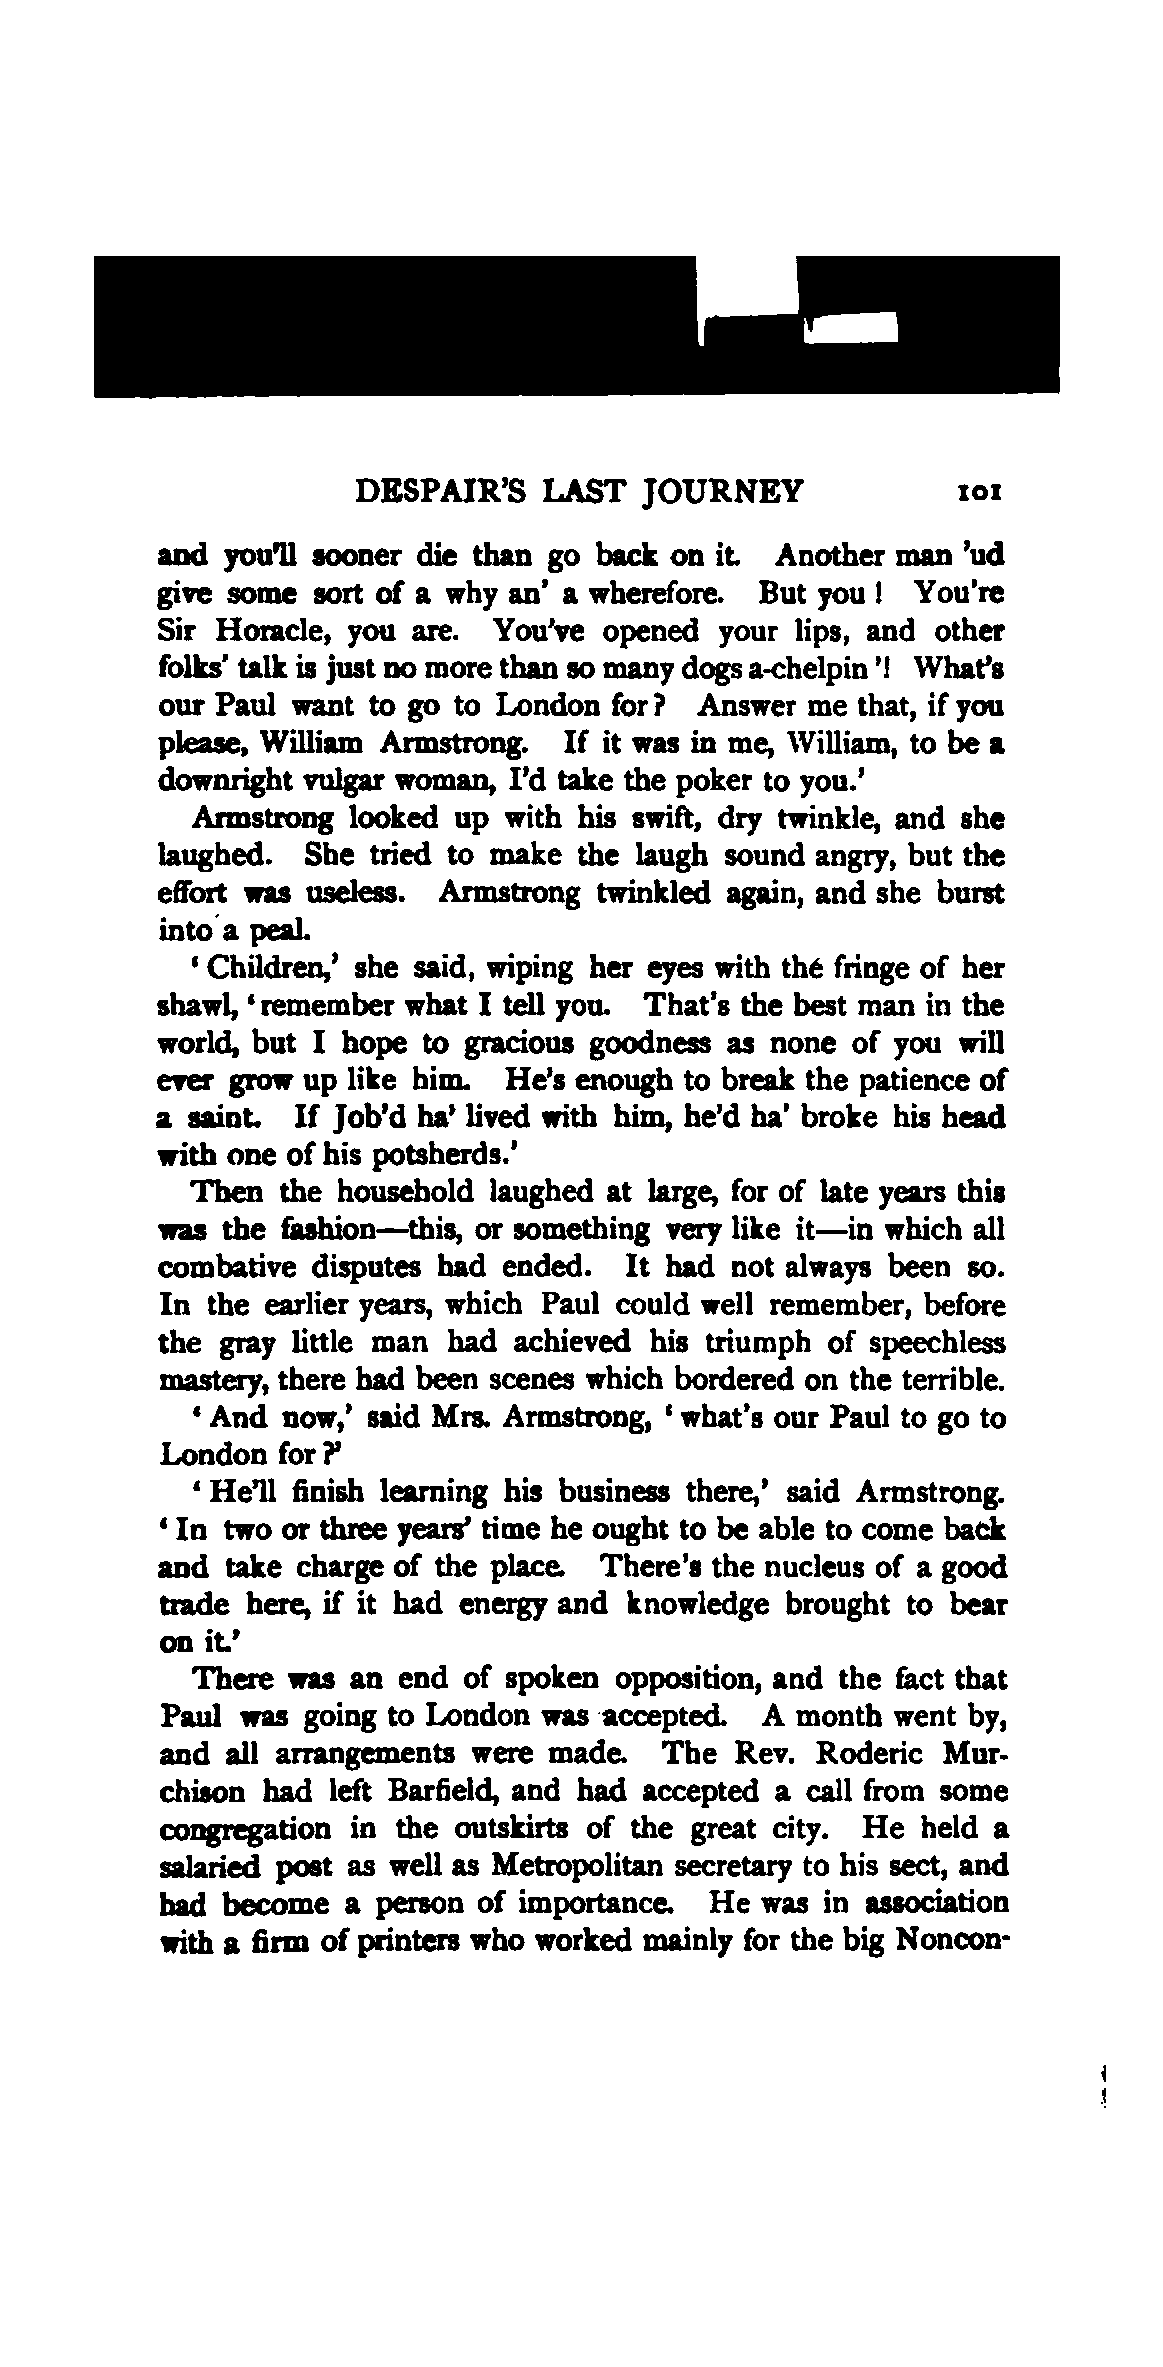 DESPAIR'S LAST JOURNEY 101
and you'll sooner die than go back on it. Another man 'ud
give some sort of a why an' a wherefore. But you! You're
Sir Horacle, you are. You've opened your lips, and other
folks' talk is just no more than so many dogs a-chelpin'! What's
our Paul want to go to London for? Answer me that, if you
please, William Armstrong. If it was in me, William, to be a
downright vulgar woman, I'd take the poker to you.'
Armstrong looked up with his swift, dry twinkle, and she
laughed. She tried to make the laugh sound angry, but the
effort was useless. Armstrong twinkled again, and she burst
into a peal.
'Children,' she said, wiping her eyes with the fringe of her
shawl, 'remember what I tell you. That's the best man in the
world, but I hope to gracious goodness as none of you will
ever grow up like him. He's enough to break the patience of
a saint. If Job'd ha' lived with him, he'd ha' broke his head
with one of his potsherds.'
Then the household laughed at large, for of late years this
was the fashion—this, or something very like it—in which all
combative disputes had ended. It had not always been so.
In the earlier years, which Paul could well remember, before
the gray little man had achieved his triumph of speechless
mastery, there had been scenes which bordered on the terrible.
'And now,' said Mrs. Armstrong, 'what's our Paul to go to
London for?'
'He'll finish learning his business there,' said Armstrong.
'In two or three years' time he ought to be able to come back
and take charge of the place. There's the nucleus of a good
trade here, if it had energy and knowledge brought to bear
on it.'
There was an end of spoken opposition, and the fact that
Paul was going to London was accepted. A month went by,
and all arrangements were made. The Rev. Roderic Mur-
chison had left Barfield, and had accepted a call from some
congregation in the outskirts of the great city. He held a
salaried post as well as Metropolitan secretary to his sect, and
had become a person of importance. He was in association
with a firm of printers who worked mainly for the big Noncon-